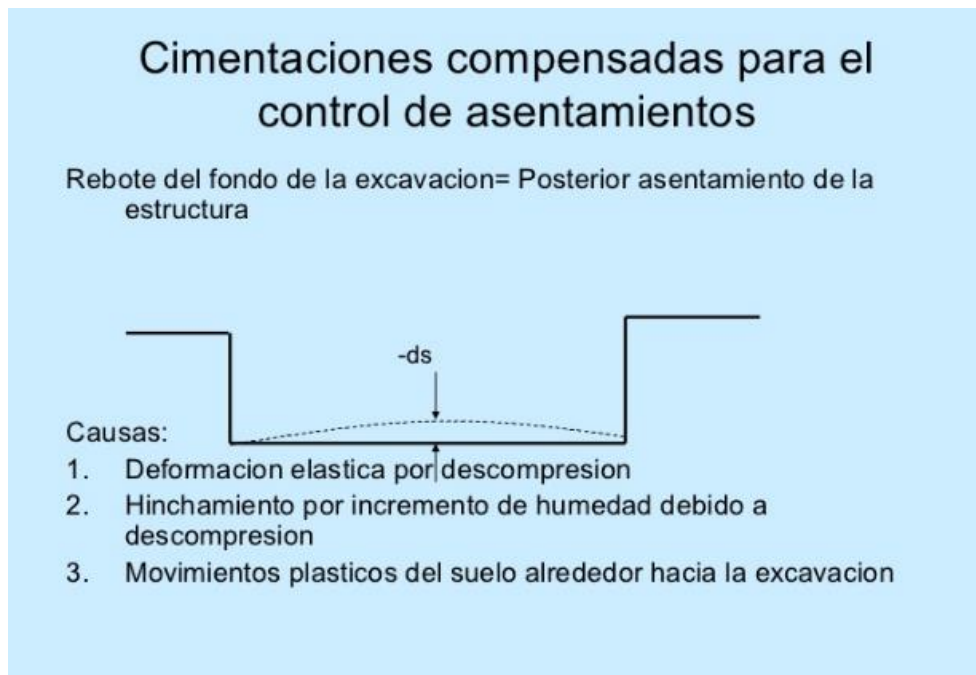 Cimentaciones compensadas para el
control de asentamientos
Rebote del fondo de la excavacion= Posterior asentamiento de la
estructura
-ds
Causas:
1. Deformacion elastica por descompresion
2. Hinchamiento por incremento de humedad debido a
descompresion
3. Movimientos plasticos del suelo alrededor hacia la excavacion